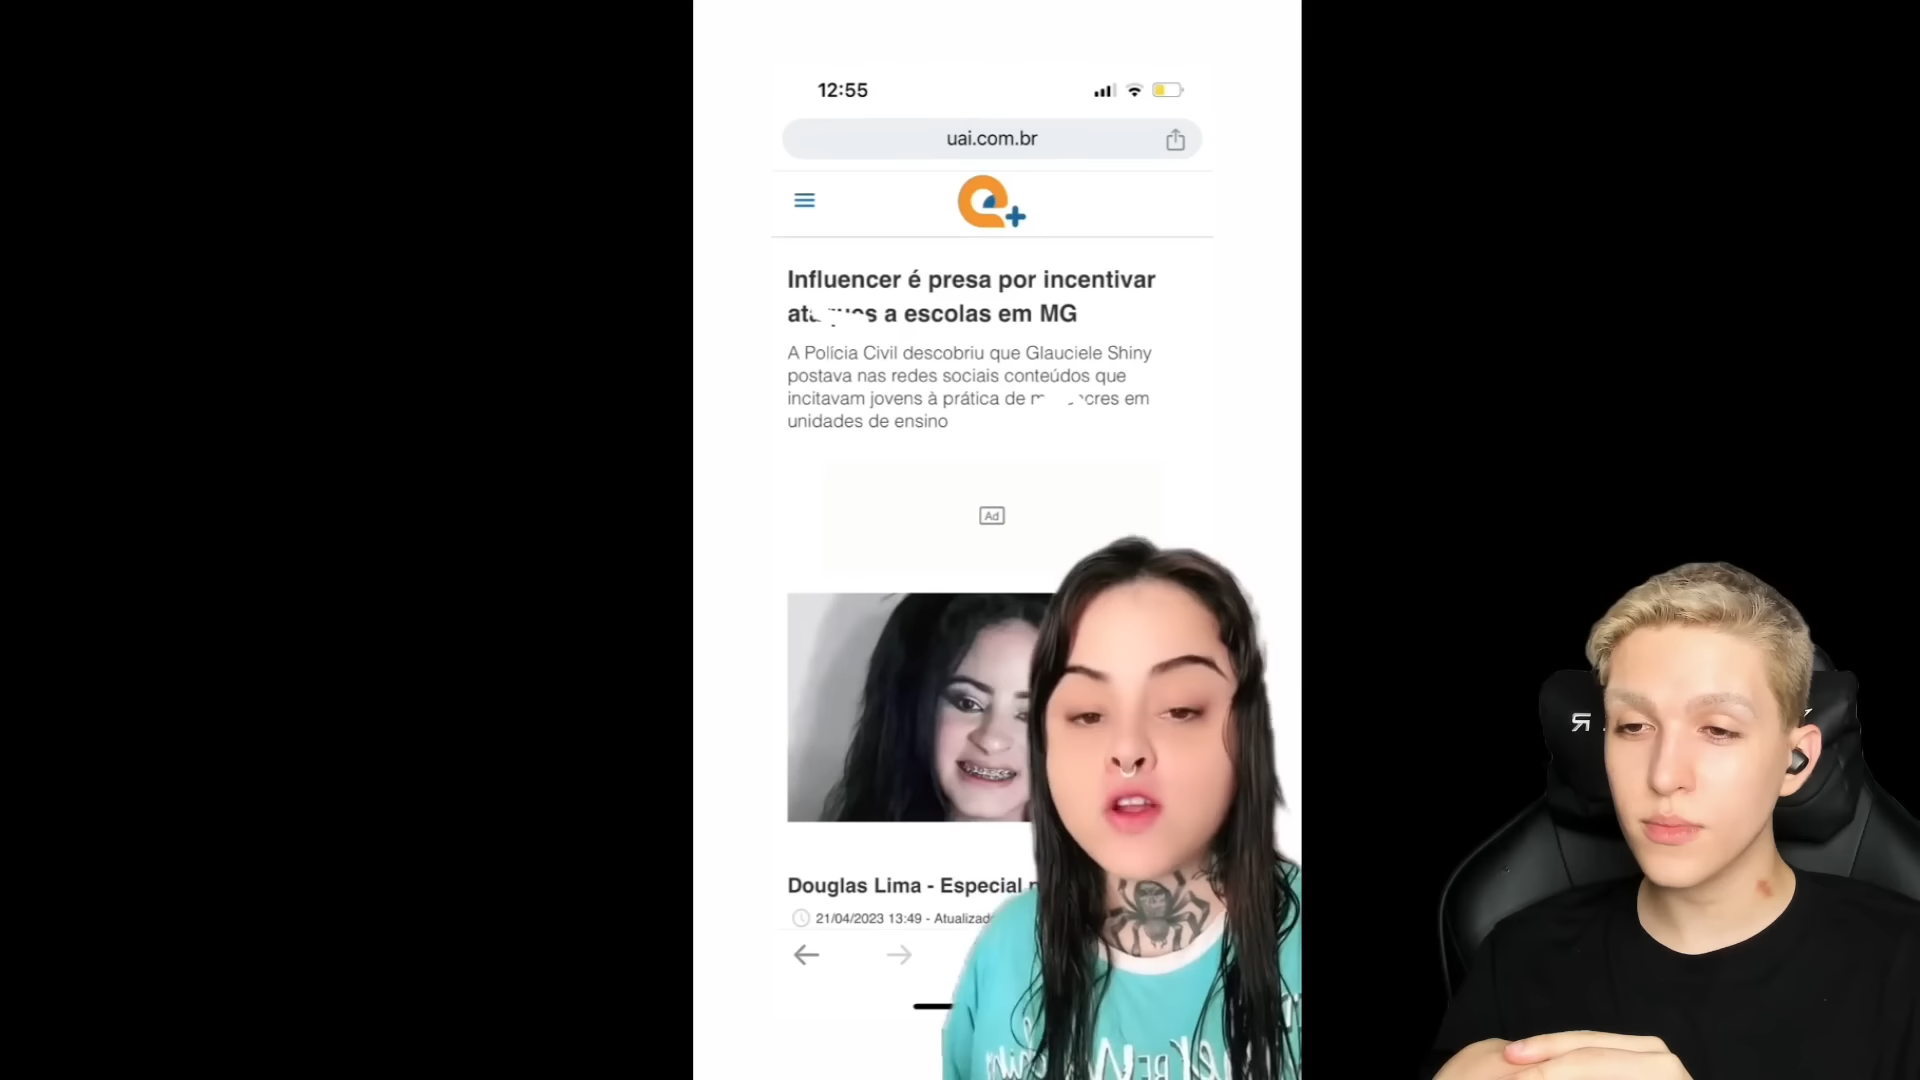 12:55
uai.com.br
Influencer é presa por incentivar
a escolas em MG
A Polícia Civil descobriu que Glauciele Shiny
postava nas redes sociais conteúdos que
incitavam jovens à prática de em
unidades de ensino
Ad
Douglas Lima - Especial
21/04/2023 13:49 -